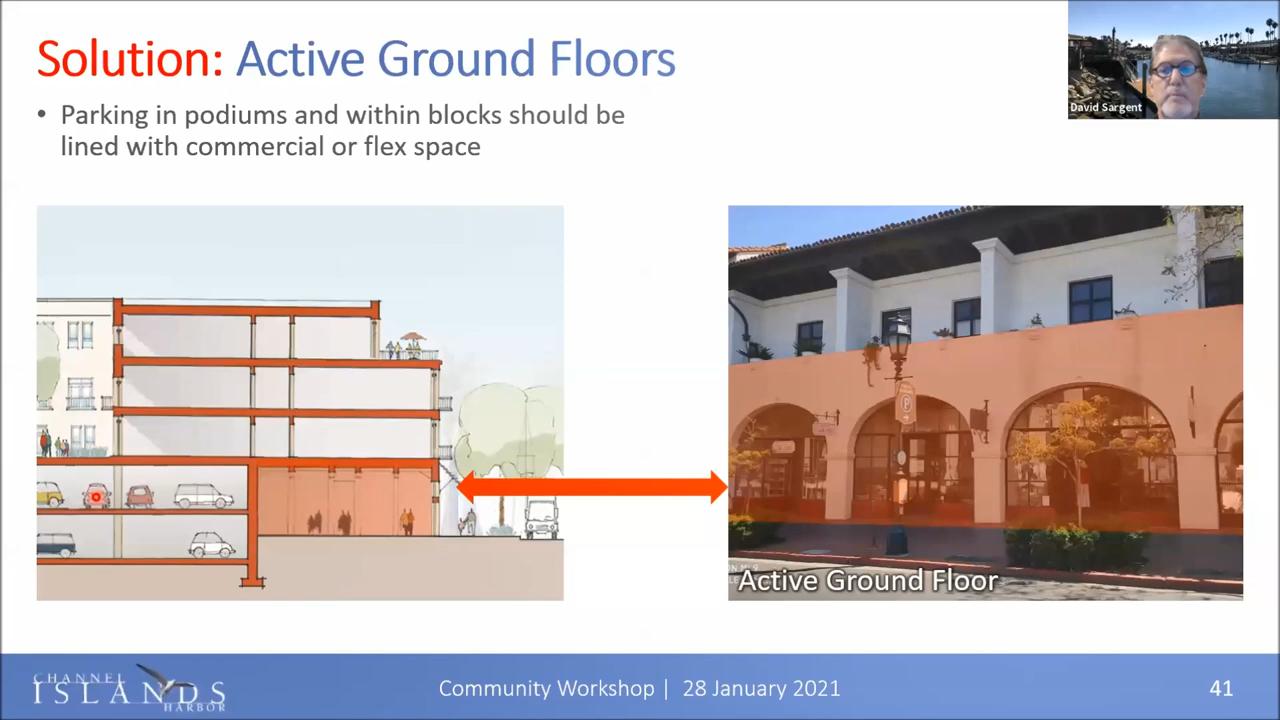 Solution: Active Ground Floors
David Sargent
• Parking in podiums and within blocks should be
lined with commercial or flex space
P
Active Ground Floor
CHANNEL
ISLANDS
HARBOR
Community Workshop | 28 January 2021
41